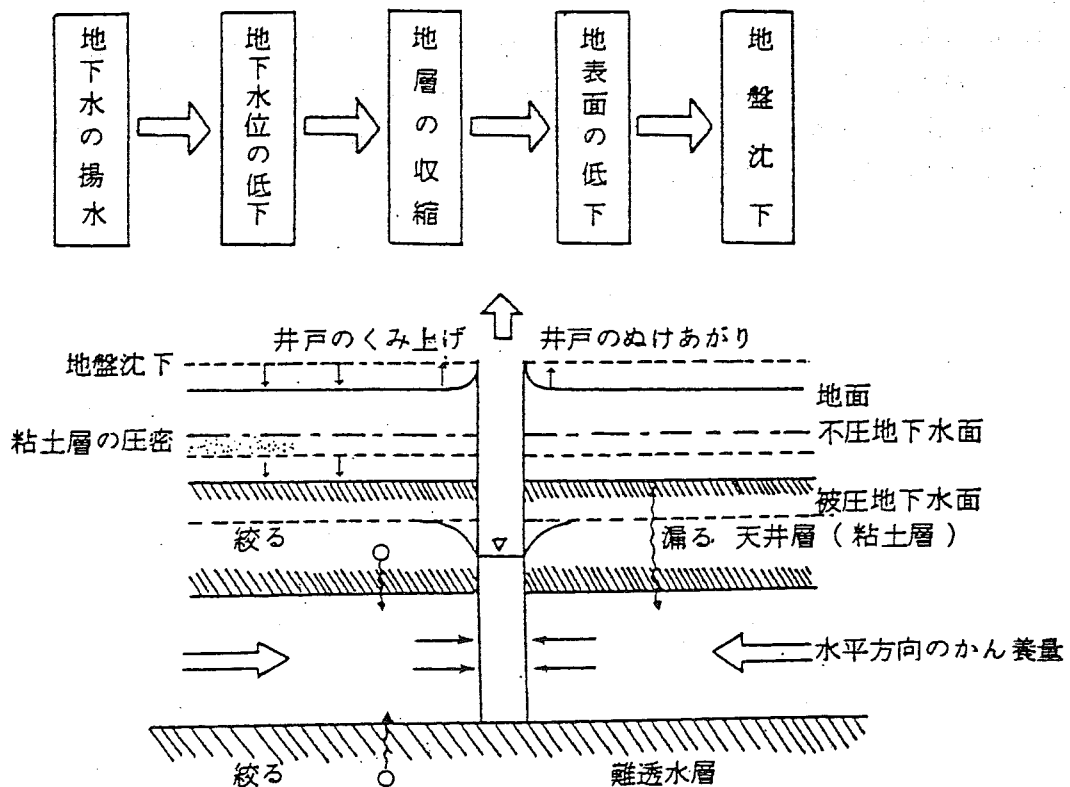 地下水の揚水
地下水位の低下
地層の収縮
地表面の低下
地盤沈下
井戸のくみ上げ
井戸のぬけあがり
地盤沈下
地面
粘土層の圧密
不圧地下水面
被圧地下水面
絞る
漏る 天井層(粘土層)
水平方向のかん養量
絞る
難透水層